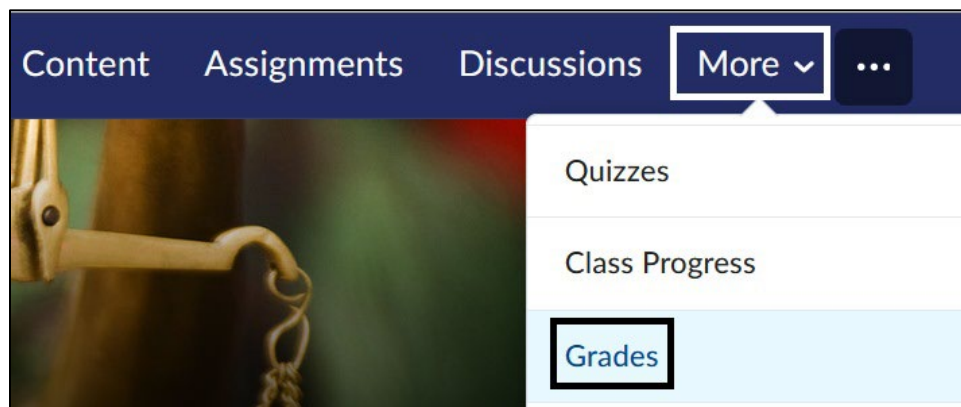 Content Assignments Discussions More ...
Quizzes
Class Progress
Grades